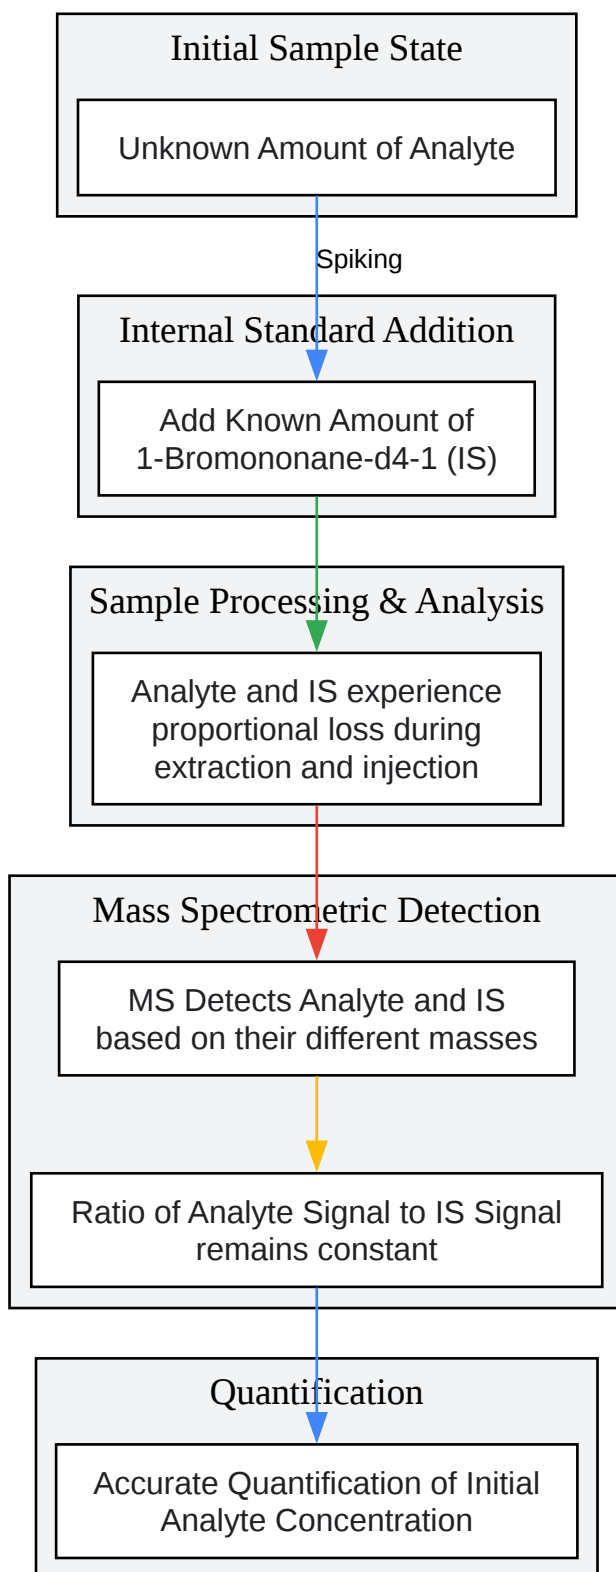 Initial Sample State
Unknown Amount of Analyte
Spiking
Internal Standard Addition
Add Known Amount of
1-Bromononane-d4-1 (IS)
Sample Processing & Analysis
Analyte and IS experience
proportional loss during
extraction and injection
Mass Spectrometric Detection
MS Detects Analyte and IS
based on their different masses
Ratio of Analyte Signal to IS Signal
remains constant
Quantification
Accurate Quantification of Initial
Analyte Concentration